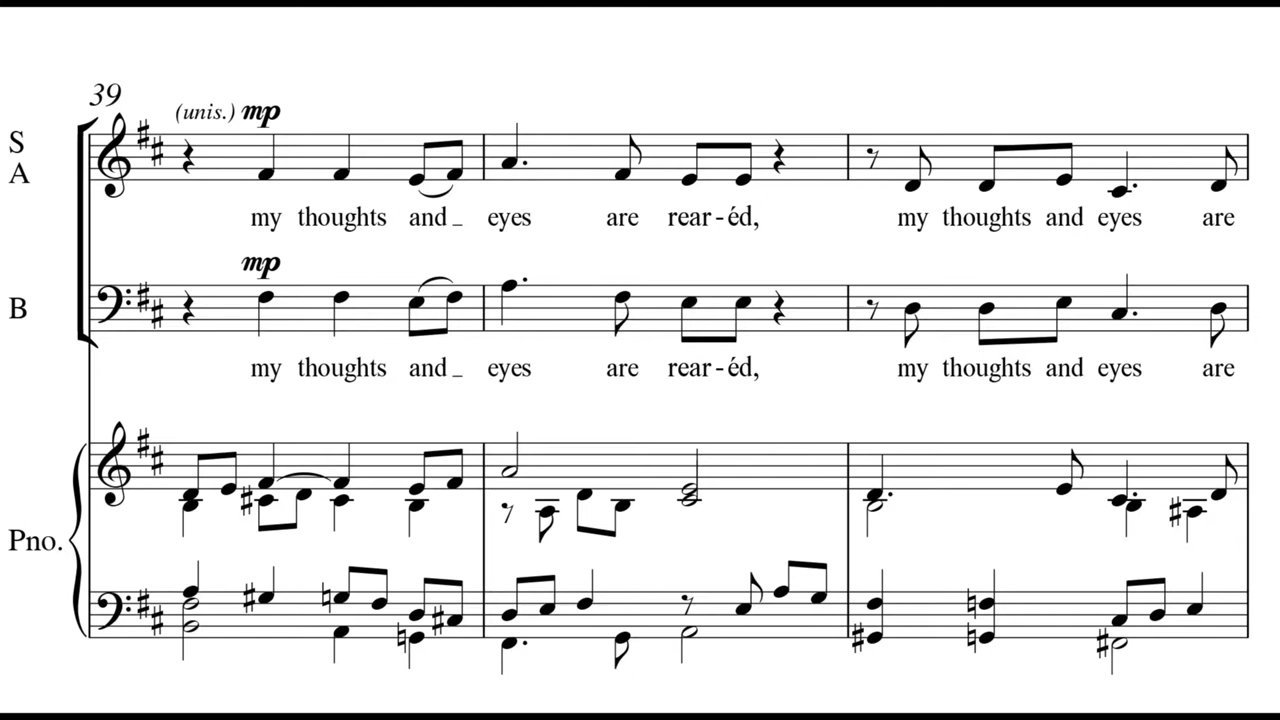 39
(unis.) mp
S
A
my thoughts and_ eyes are rear-éd, my thoughts and eyes are
mp
B
my thoughts and_ eyes are rear-éd, my thoughts and eyes are
Pno.